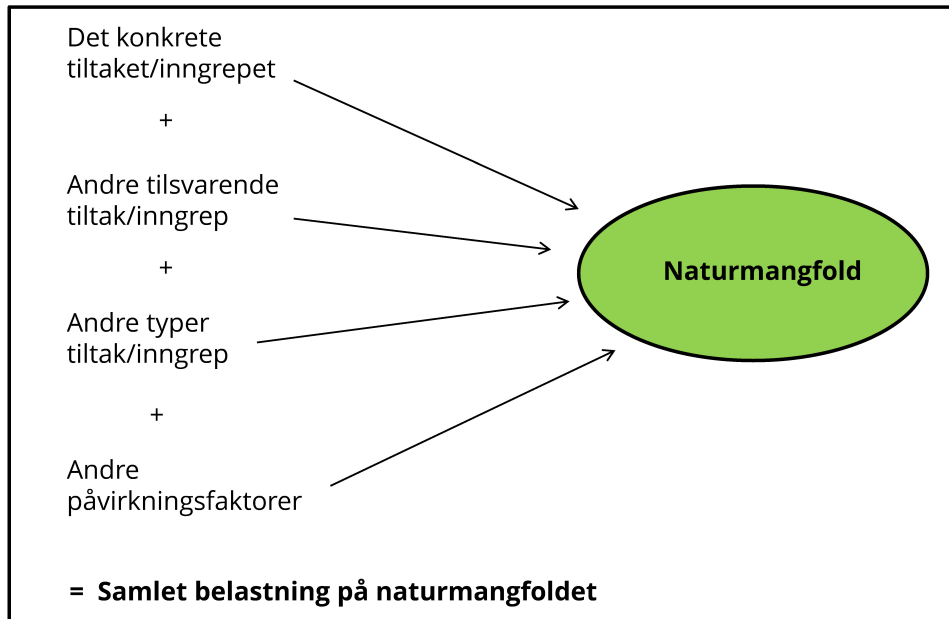 Det konkrete
tiltaket/inngrepet
+
Andre tilsvarende
tiltak/inngrep
+
Andre typer
tiltak/inngrep
+
Andre
påvirkningsfaktorer
= Samlet belastning på naturmangfoldet
Naturmangfold